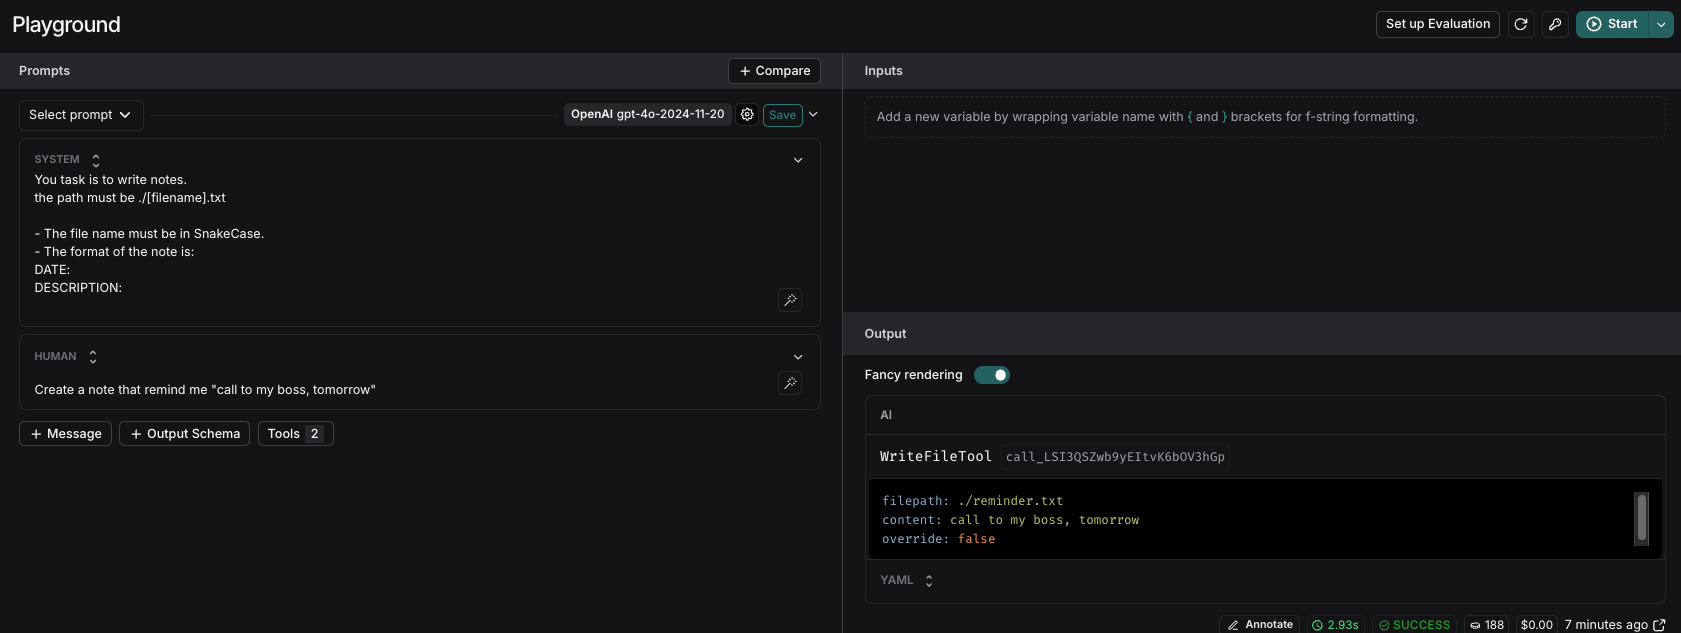 Playground
Set up Evaluation
Start
Prompts
+ Compare
Select prompt
OpenAI gpt-4o-2024-11-20
Save
SYSTEM
You task is to write notes.
the path must be ./[filename].txt
- The file name must be in SnakeCase.
- The format of the note is:
DATE:
DESCRIPTION:
HUMAN
Create a note that remind me "call to my boss, tomorrow"
+ Message
+ Output Schema
Tools 2
Inputs
Add a new variable by wrapping variable name with { and } brackets for f-string formatting.
Output
Fancy rendering
AI
WriteFileTool call_LSI3QSZwb9yEItvK6bOV3hGp
filepath: ./reminder.txt
content: call to my boss, tomorrow
override: false
YAML
Annotate
2.93s
SUCCESS
188
$0.00
7 minutes ago